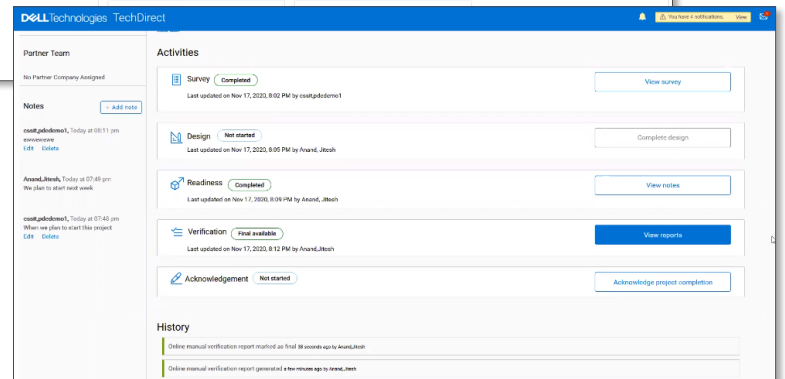 DELLTechnologies TechDirect
You have 4 notifications. View
Partner Team
No Partner Company Assigned
Notes
+ Add note
cssit,pdedemo1, Today at 08:11 pm
Edit Delete
Anand,Jitesh, Today at 07:49 pm
We plan to start next week
cssit,pdedemo1, Today at 07:48 pm
When we plan to start this project
Edit Delete
Activities
Survey Completed
Last updated on Nov 17, 2020, 8:02 PM by cssit,pdedemo1
View survey
Design Not started
Last updated on Nov 17, 2020, 8:05 PM by Anand, Jitesh
Complete design
Readiness Completed
Last updated on Nov 17, 2020, 8:09 PM by Anand, Jitesh
View notes
Verification Final available
Last updated on Nov 17, 2020, 8:12 PM by Anand, Jitesh
View reports
Acknowledgement Not started
Acknowledge project completion
History
Online manual verification report marked as final 38 seconds ago by Anand, Jitesh
Online manual verification report generated a few minutes ago by Anand, Jitesh